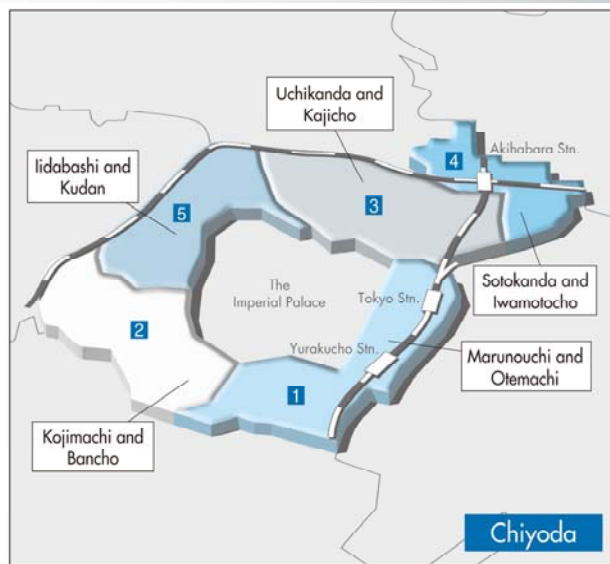 Uchikanda and
Kajicho
4
Akihabara Stn.
Iidabashi and
Kudan
5
3
Sotokanda and
Iwamotocho
The
Imperial Palace
Tokyo Stn.
2
Yurakucho Stn.
Marunouchi and
Otemachi
1
Kojimachi and
Bancho
Chiyoda